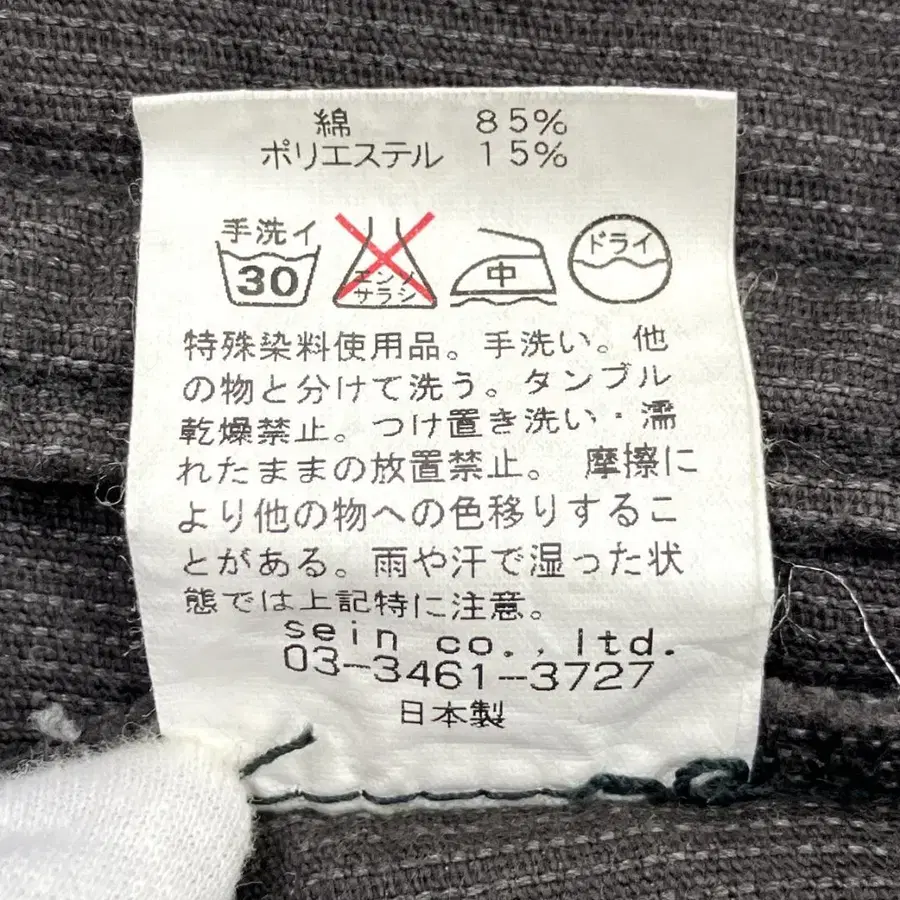 綿 85%
ポリエステル 15%
手洗イ 30 エンソサラシ 中 ドライ
特殊染料使用品。手洗い。他
の物と分けて洗う。タンブル
乾燥禁止。つけ置き洗い・濡
れたままの放置禁止。 摩擦に
より他の物への色移りするこ
とがある。雨や汗で湿った状
態では上記特に注意。
sein co., ltd.
03-3461-3727
日本製